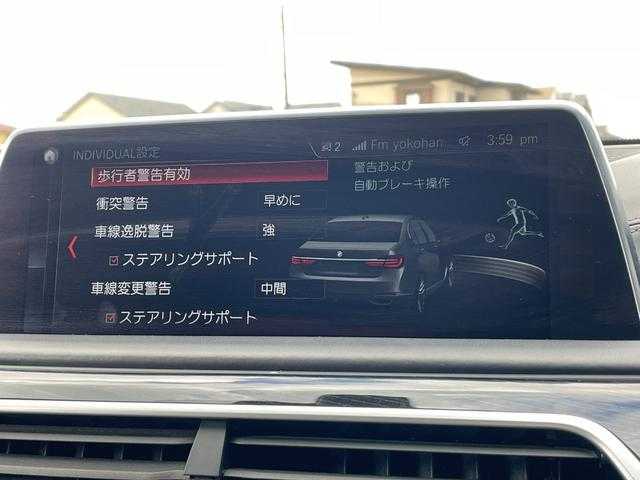 INDIVIDUAL設定
2 Fm yokohan 3:59 pm
歩行者警告有効
衝突警告 早めに
車線逸脱警告 強
ステアリングサポート
車線変更警告 中間
ステアリングサポート
警告および
自動ブレーキ操作